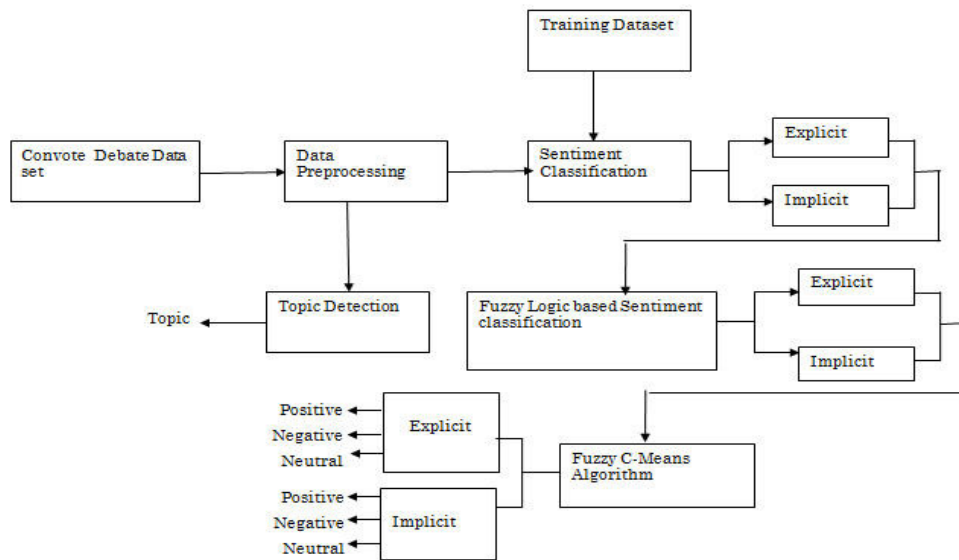 Training Dataset
Convote Debate Data
set
Data
Preprocessing
Sentiment
Classification
Explicit
Implicit
Topic
Topic Detection
Fuzzy Logic based Sentiment
classification
Explicit
Implicit
Positive
Negative
Neutral
Explicit
Positive
Negative
Neutral
Implicit
Fuzzy C-Means
Algorithm